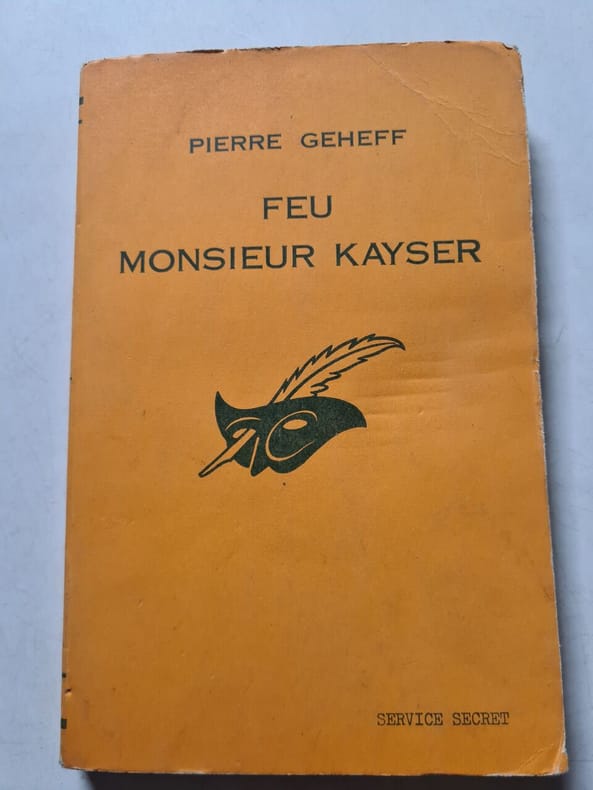 PIERRE GEHEFF
FEU
MONSIEUR KAYSER
SERVICE SECRET